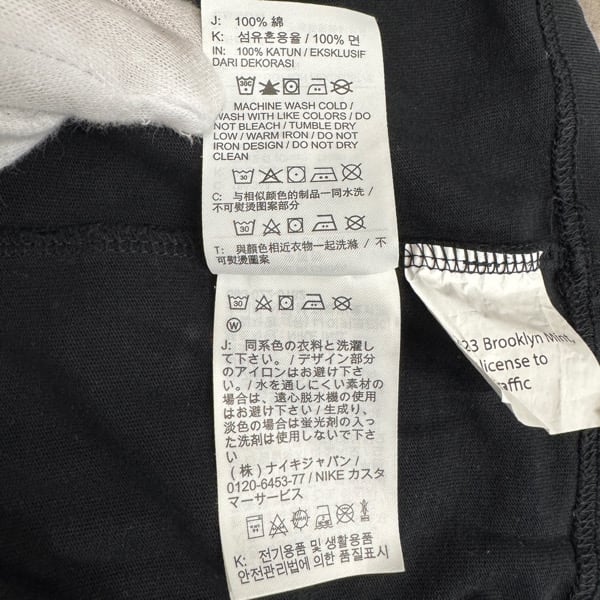 J: 100% 綿
K: 섬유혼용율 / 100% 면
IN: 100% KATUN / EKSKLUSIF
DARI DEKORASI
30C
MACHINE WASH COLD /
WASH WITH LIKE COLORS / DO
NOT BLEACH / TUMBLE DRY
LOW / WARM IRON / DO NOT
IRON DESIGN / DO NOT DRY
CLEAN
30
C: 与相似颜色的制品一同水洗 /
不可熨烫图案部分
30
T: 與顏色相近衣物一起洗滌 / 不
可熨燙圖案
30
W
J: 同系色の衣料と洗濯し
て下さい。/ デザイン部分
のアイロンはお避け下さ
い。/ 水を通しにくい素材の
場合は、遠心脱水機の使用
はお避け下さい / 生成り、
淡色の場合は蛍光剤の入っ
た洗剤は使用しないで下さ
い
(株) ナイキジャパン /
0120-6453-77 / NIKE カスタ
マーサービス
K: 전기용품 및 생활용품
안전관리법에 의한 품질표시
23 Brooklyn Mint,
license to
raffic